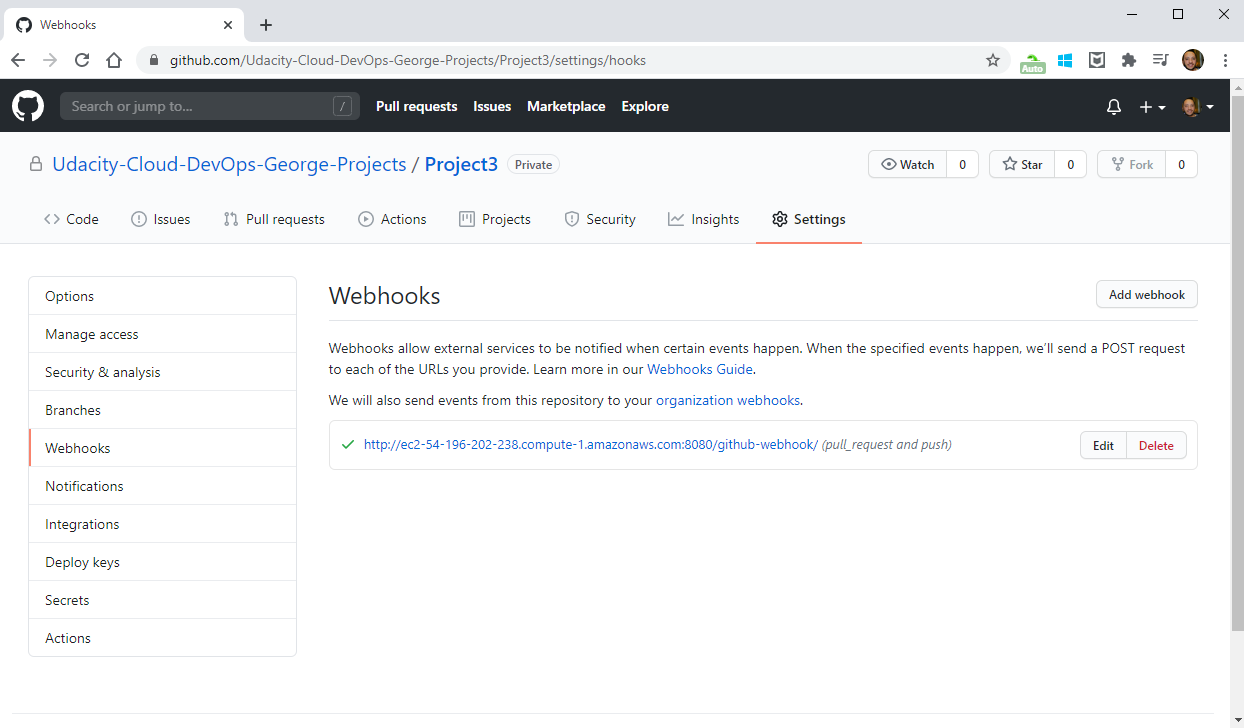 Webhooks
github.com/Udacity-Cloud-DevOps-George-Projects/Project3/settings/hooks
Auto
Search or jump to... /
Pull requests Issues Marketplace Explore
Udacity-Cloud-DevOps-George-Projects / Project3 Private
Watch 0 Star 0 Fork 0
Code Issues Pull requests Actions Projects Security Insights Settings
Options
Manage access
Security & analysis
Branches
Webhooks
Notifications
Integrations
Deploy keys
Secrets
Actions
Webhooks
Add webhook
Webhooks allow external services to be notified when certain events happen. When the specified events happen, we’ll send a POST request
to each of the URLs you provide. Learn more in our Webhooks Guide.
We will also send events from this repository to your organization webhooks.
http://ec2-54-196-202-238.compute-1.amazonaws.com:8080/github-webhook/ (pull_request and push)
Edit Delete